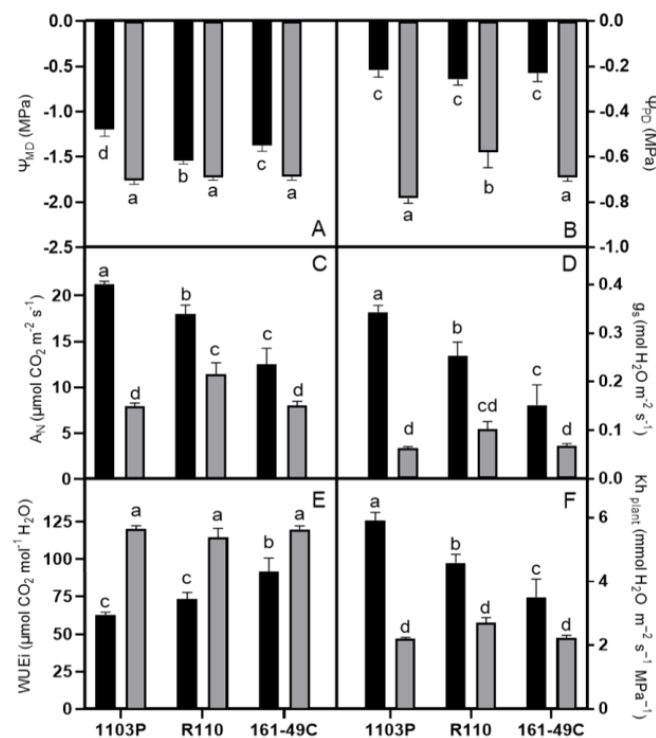 0.0
-0.5
-1.0
-1.5
-2.0
-2.5
ΨMD (MPa)
d
a
b
a
c
a
A
0.0
-0.2
-0.4
-0.6
-0.8
-1.0
ΨPD (MPa)
c
a
c
b
c
a
B
20
15
10
5
0
AN (µmol CO2 m-2 s-1)
a
d
b
c
c
d
C
0.4
0.3
0.2
0.1
0.0
gs (mol H2O m-2 s-1)
a
d
b
cd
c
d
D
125
100
75
50
25
0
WUEi (µmol CO2 mol-1 H2O)
c
a
c
a
b
a
E
6
4
2
0
Kh plant (mmol H2O m−2 s−1 MPa−1)
a
d
b
d
c
d
F
1103P R110 161-49C 1103P R110 161-49C